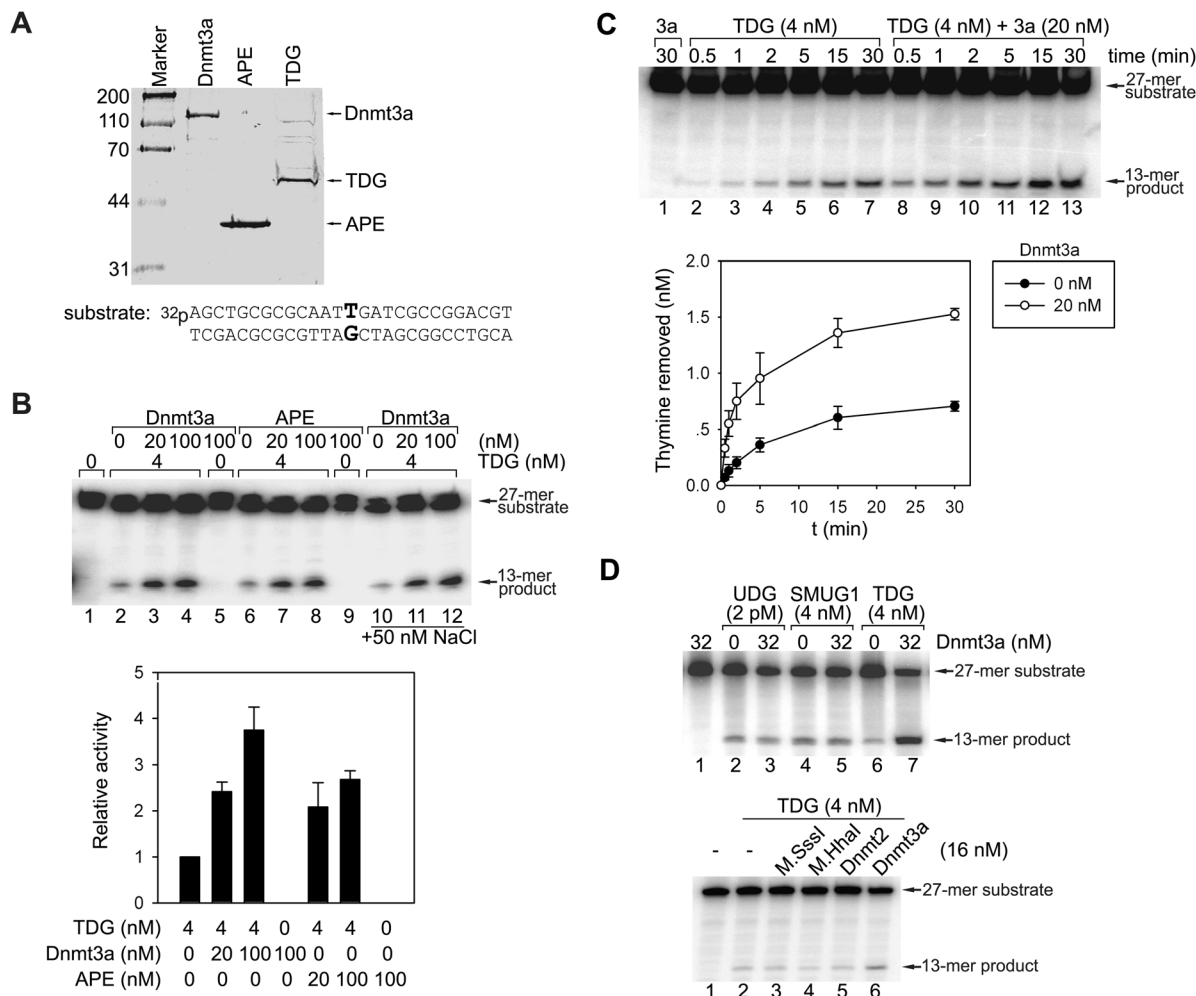 A
Marker
Dnmt3a
APE
TDG
200
110
70
44
31
Dnmt3a
TDG
APE
substrate: 32pAGCTGCGCGCAATTGATCGCCGGACGT
TCGACGCGCGTTAGCTAGCGGCCTGCA
B
Dnmt3a APE Dnmt3a
0 20 100 100 0 20 100 100 0 20 100 (nM)
0 4 0 4 0 4 TDG (nM)
27-mer
substrate
13-mer
product
1 2 3 4 5 6 7 8 9 10 11 12
+50 nM NaCl
5
4
3
2
1
0
Relative activity
TDG (nM) 4 4 4 0 4 4 0
Dnmt3a (nM) 0 20 100 100 0 0 0
APE (nM) 0 0 0 0 20 100 100
C
3a TDG (4 nM) TDG (4 nM) + 3a (20 nM)
30 0.5 1 2 5 15 30 0.5 1 2 5 15 30 time (min)
27-mer
substrate
13-mer
product
1 2 3 4 5 6 7 8 9 10 11 12 13
2.0
1.5
1.0
.5
0.0
Thymine removed (nM)
0 5 10 15 20 25 30
t (min)
Dnmt3a
0 nM
20 nM
D
UDG SMUG1 TDG
(2 pM) (4 nM) (4 nM)
32 0 32 0 32 0 32 Dnmt3a (nM)
27-mer substrate
13-mer product
1 2 3 4 5 6 7
TDG (4 nM)
- - M.SssI M.HhaI Dnmt2 Dnmt3a (16 nM)
27-mer substrate
13-mer product
1 2 3 4 5 6